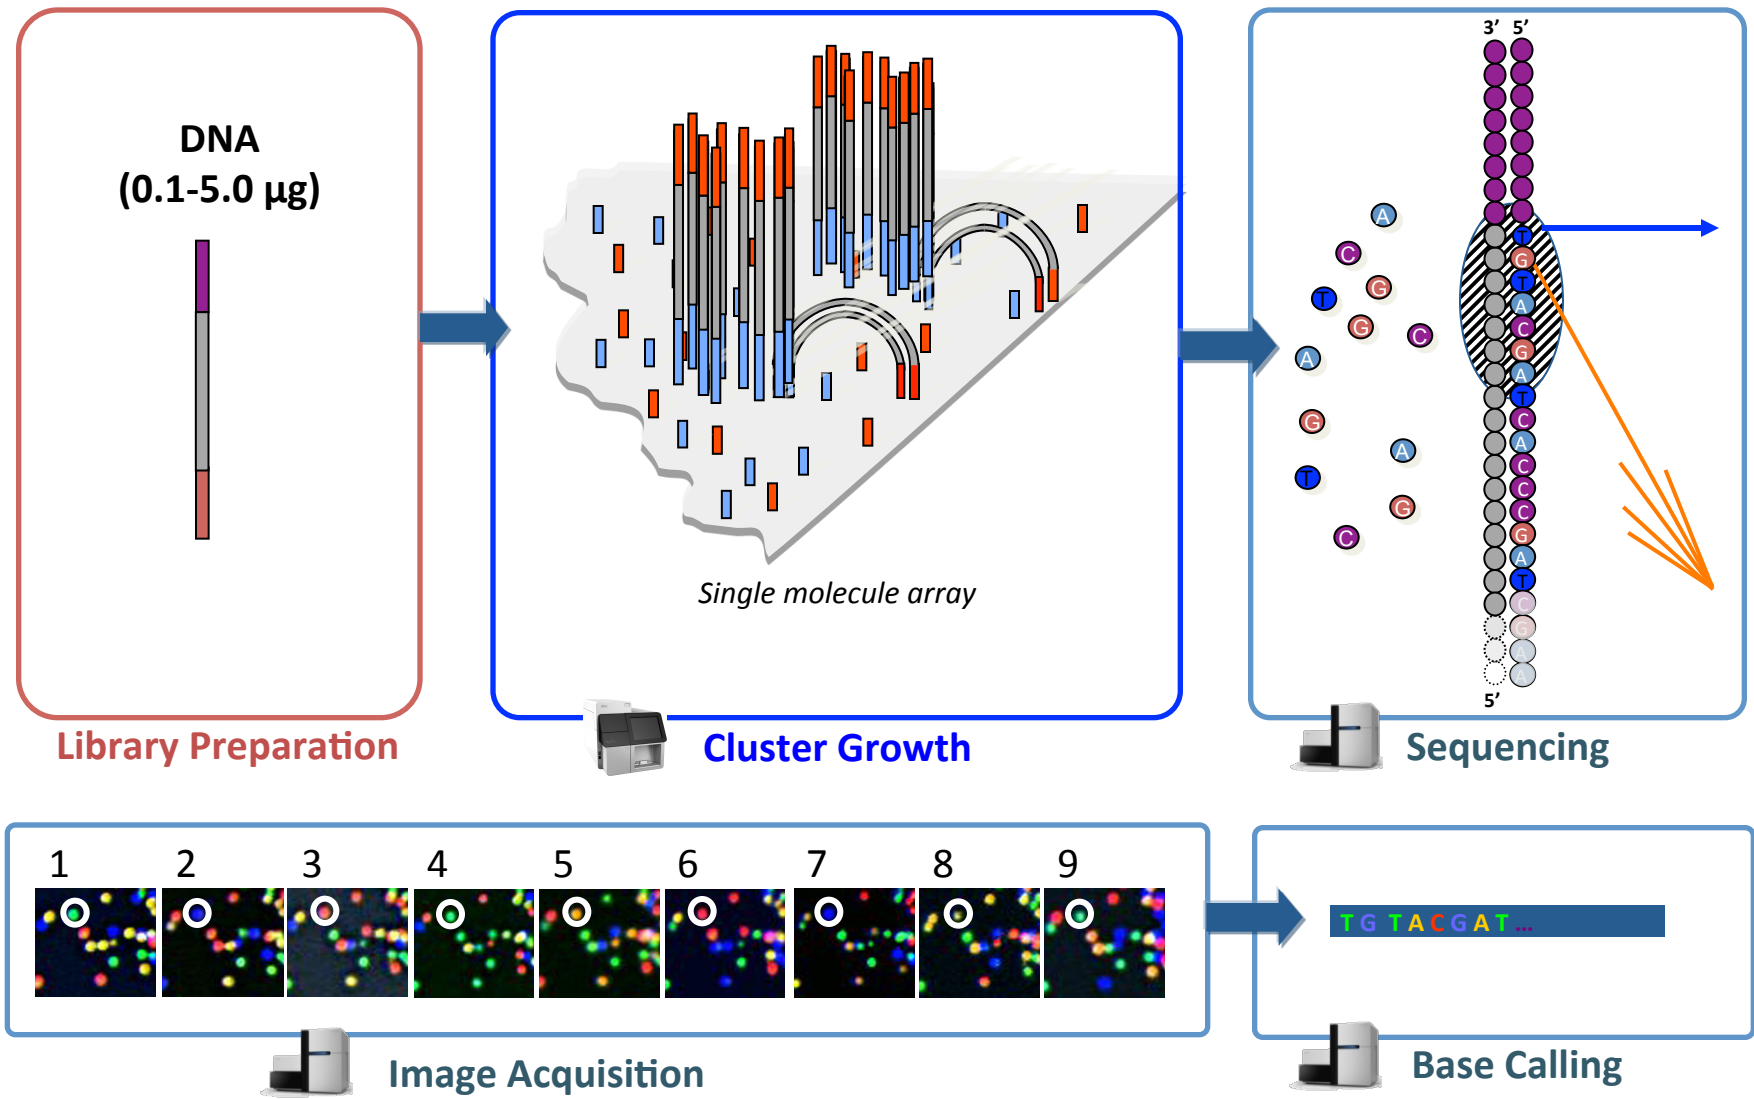 DNA
(0.1-5.0 µg)
Library Preparation
Single molecule array
Cluster Growth
3’ 5’
A
C
G
T
G
C
A
G
A
T
G
C
T
G
T
A
C
G
A
T
C
A
C
C
C
G
A
T
C
G
A
A
5’
Sequencing
1 2 3 4 5 6 7 8 9
Image Acquisition
T G T A C G A T ...
Base Calling